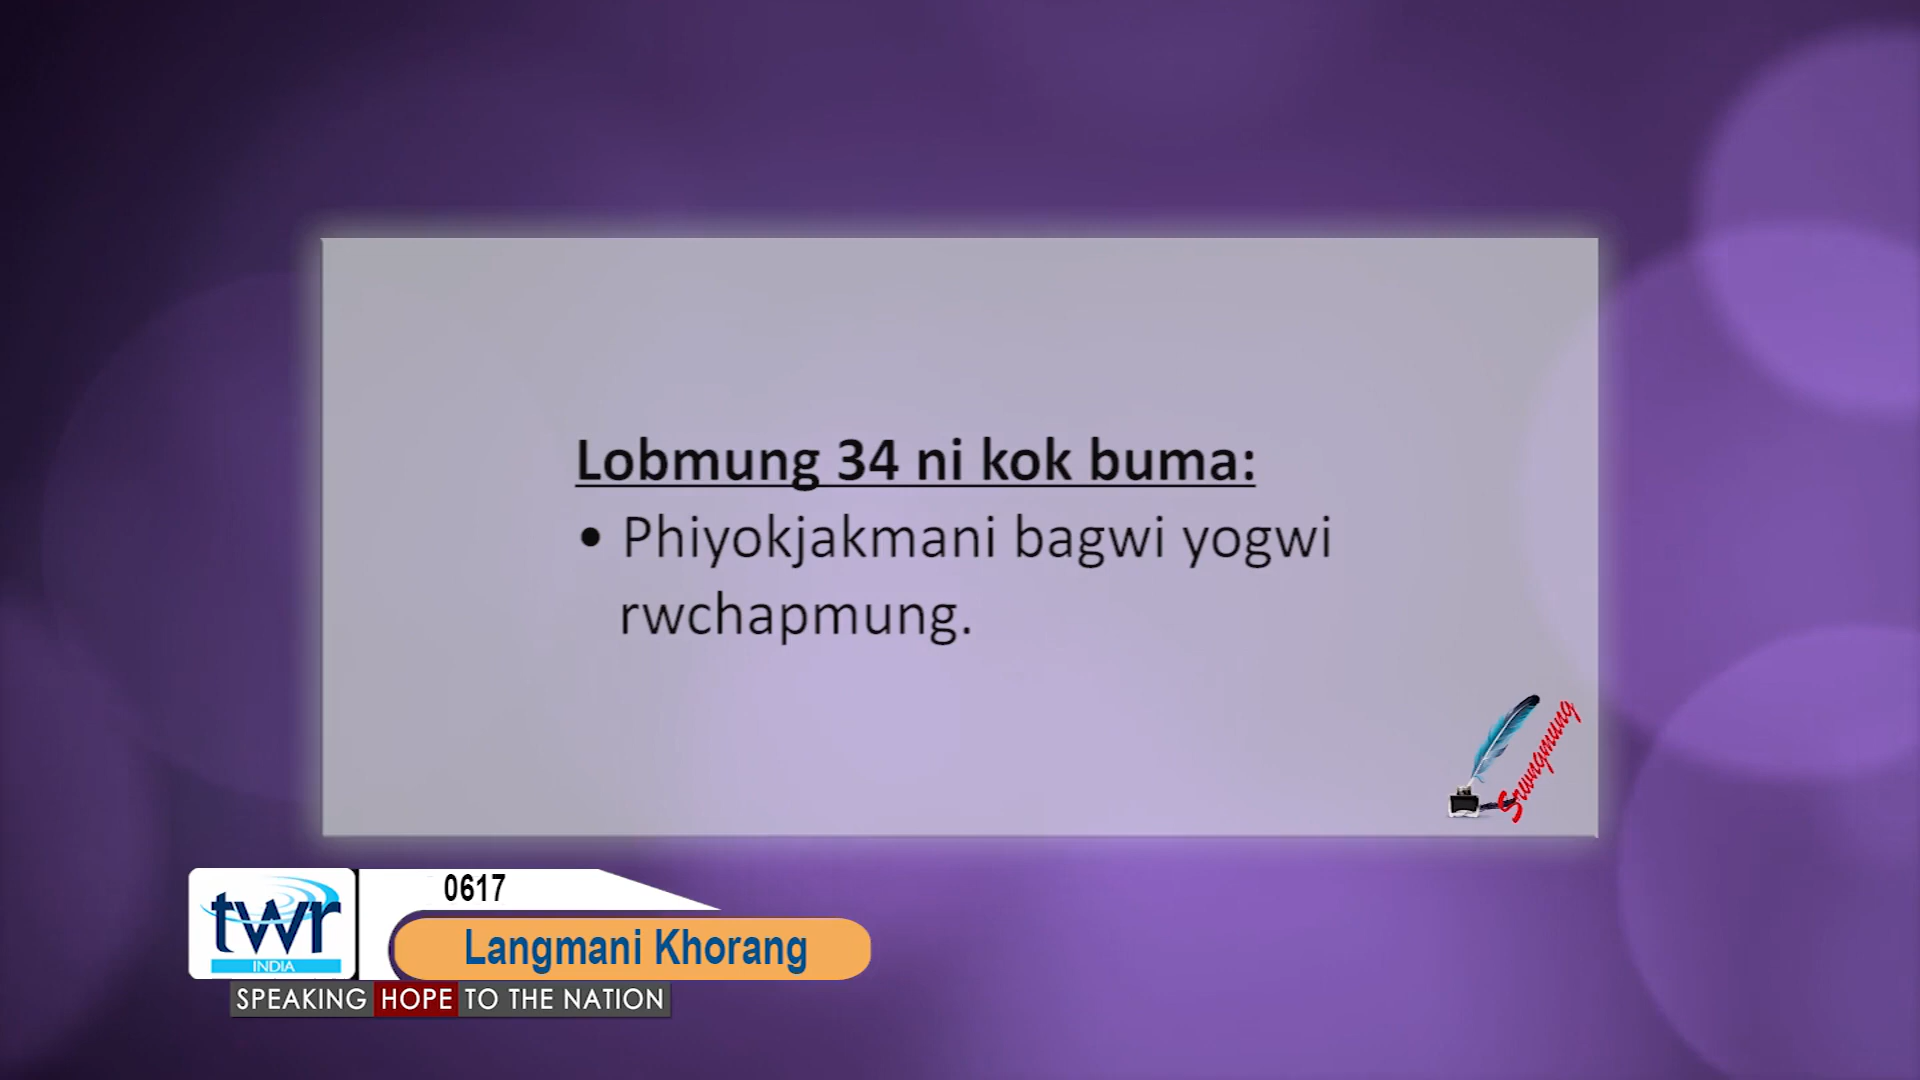 Lobmung 34 ni kok buma:
• Phiyokjakmani bagwi yogwi
rwchapmung.
Srwngmung
twr
INDIA
0617
Langmani Khorang
SPEAKING HOPE TO THE NATION